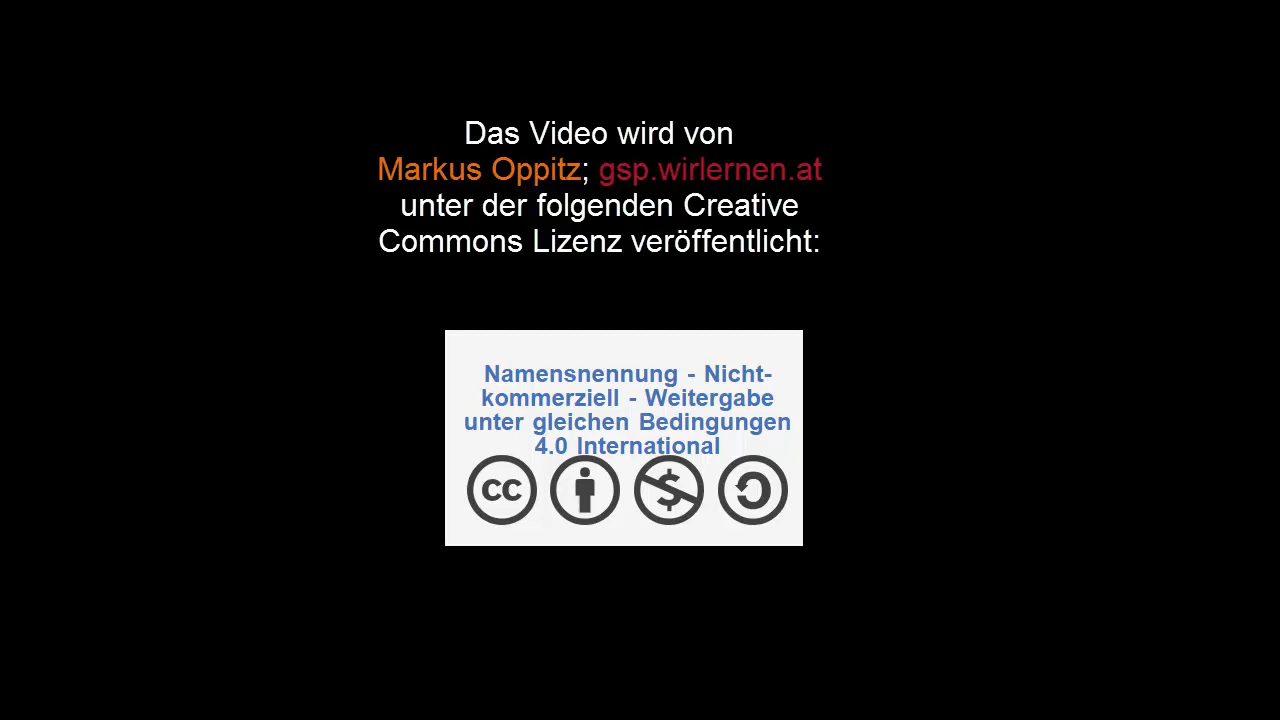 Das Video wird von
Markus Oppitz; gsp.wirlernen.at
unter der folgenden Creative
Commons Lizenz veröffentlicht:
Namensnennung - Nicht-
kommerziell - Weitergabe
unter gleichen Bedingungen
4.0 International
cc $